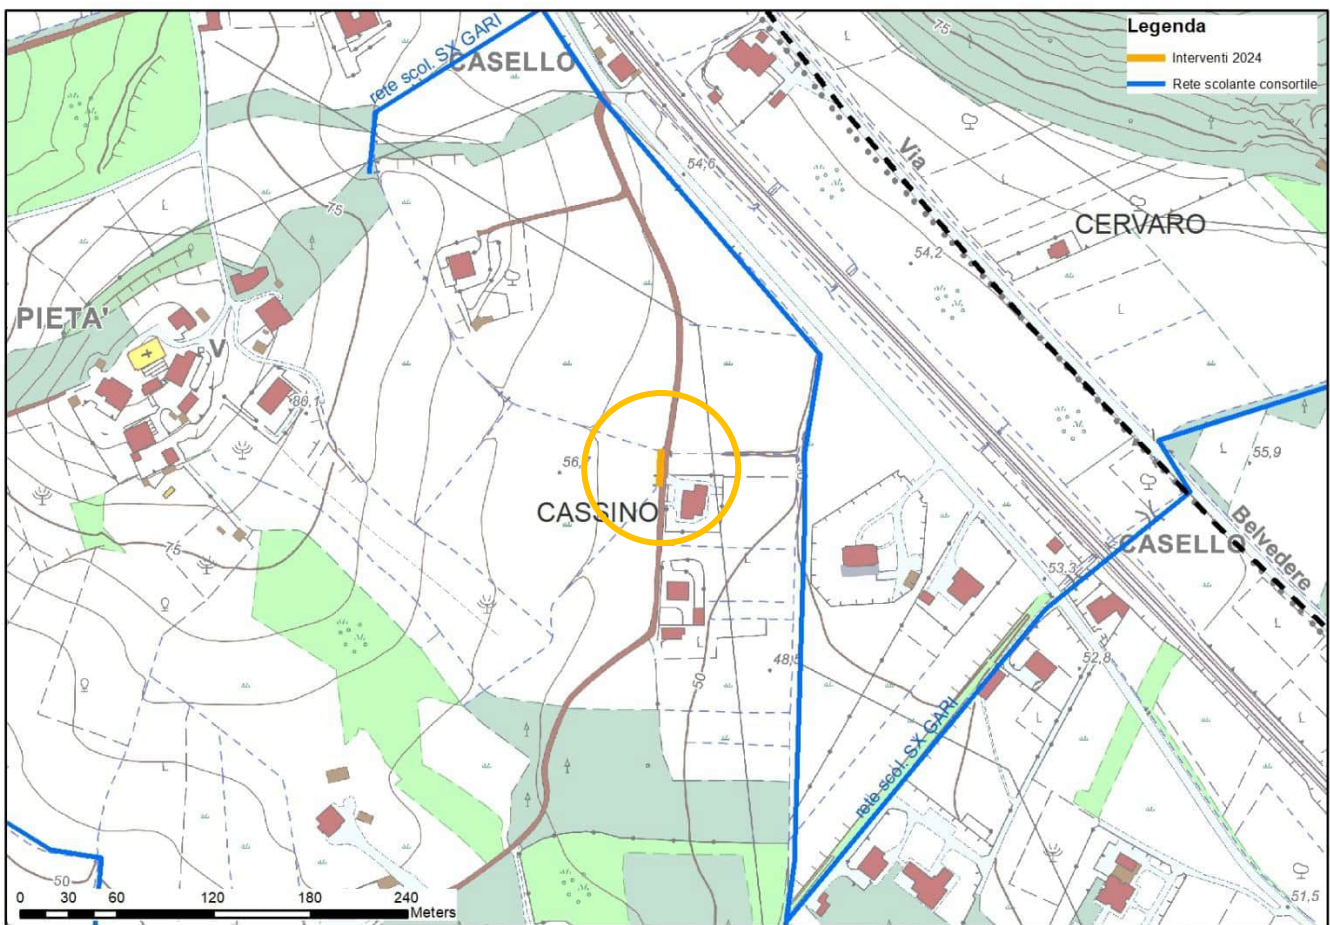 Legenda
Interventi 2024
Rete scolante consortile
75
rete scol. SX GARI
CASELLO
Via
54,6
75
CERVARO
54,2
PIETA'
V
80,1
56,
55,9
CASSINO
CASELLO
Belvedere
75
53,3
48,5
52,8
50
rete scol. SX GARI
50
51,5
0 30 60 120 180 240
Meters